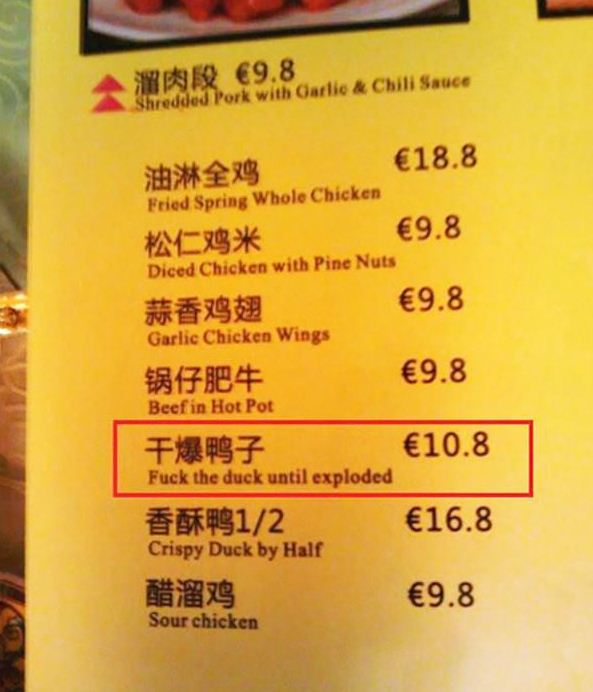 溜肉段 €9.8
Shredded Pork with Garlic & Chili Sauce
油淋全鸡 €18.8
Fried Spring Whole Chicken
松仁鸡米 €9.8
Diced Chicken with Pine Nuts
蒜香鸡翅 €9.8
Garlic Chicken Wings
锅仔肥牛 €9.8
Beef in Hot Pot
干爆鸭子 €10.8
Fuck the duck until exploded
香酥鸭1/2 €16.8
Crispy Duck by Half
醋溜鸡 €9.8
Sour chicken